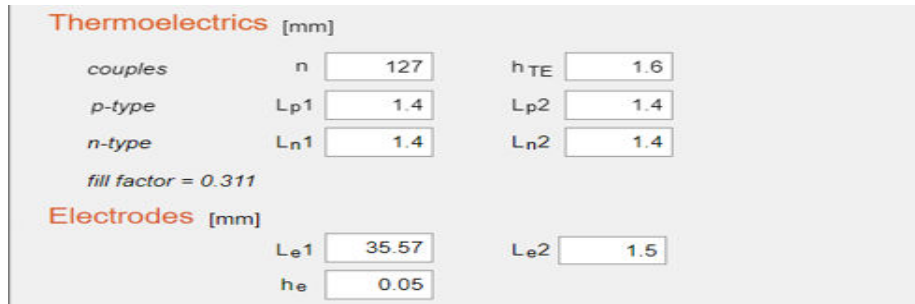 Thermoelectrics [mm]
couples n 127 hTE 1.6
p-type Lp1 1.4 Lp2 1.4
n-type Ln1 1.4 Ln2 1.4
fill factor = 0.311
Electrodes [mm]
Le1 35.57 Le2 1.5
he 0.05